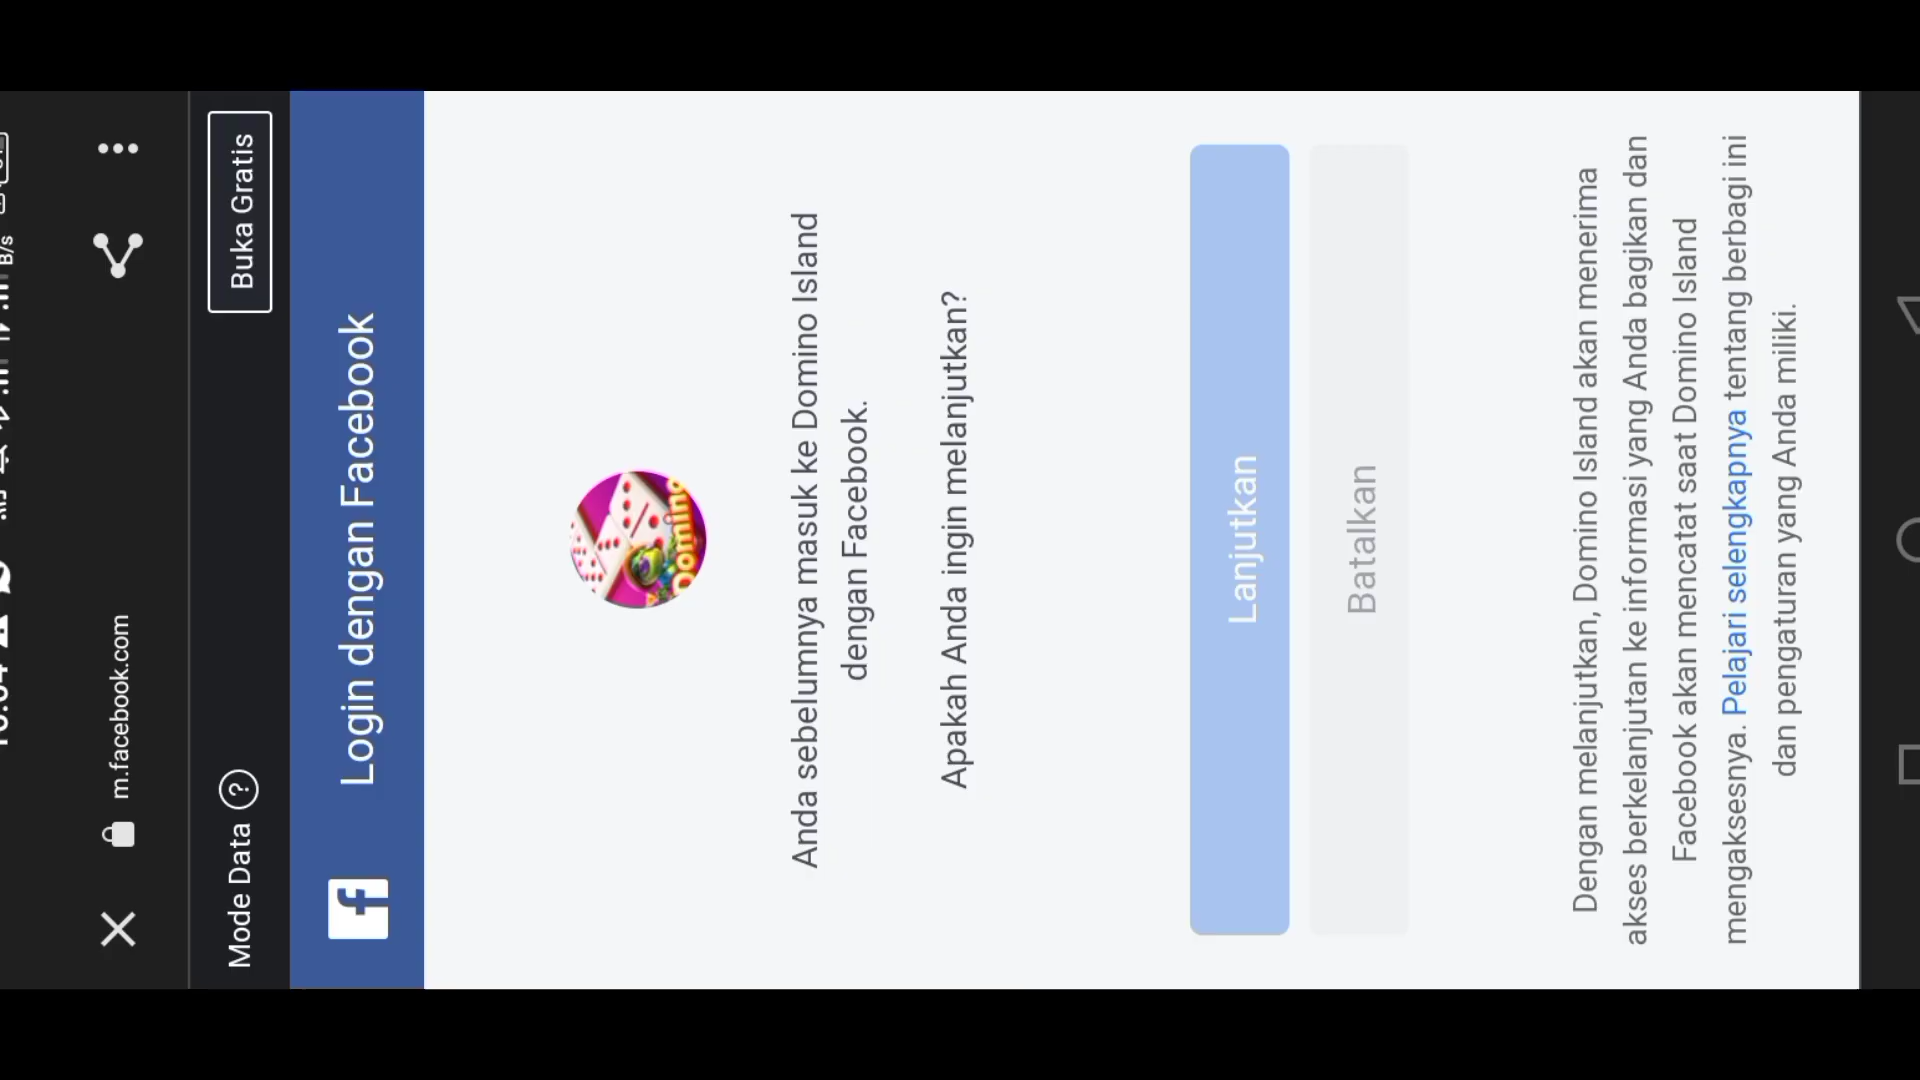 m.facebook.com
Mode Data
Buka Gratis
Login dengan Facebook
Domino
Anda sebelumnya masuk ke Domino Island
dengan Facebook.
Apakah Anda ingin melanjutkan?
Lanjutkan
Batalkan
Dengan melanjutkan, Domino Island akan menerima
akses berkelanjutan ke informasi yang Anda bagikan dan
Facebook akan mencatat saat Domino Island
mengaksesnya. Pelajari selengkapnya tentang berbagi ini
dan pengaturan yang Anda miliki.